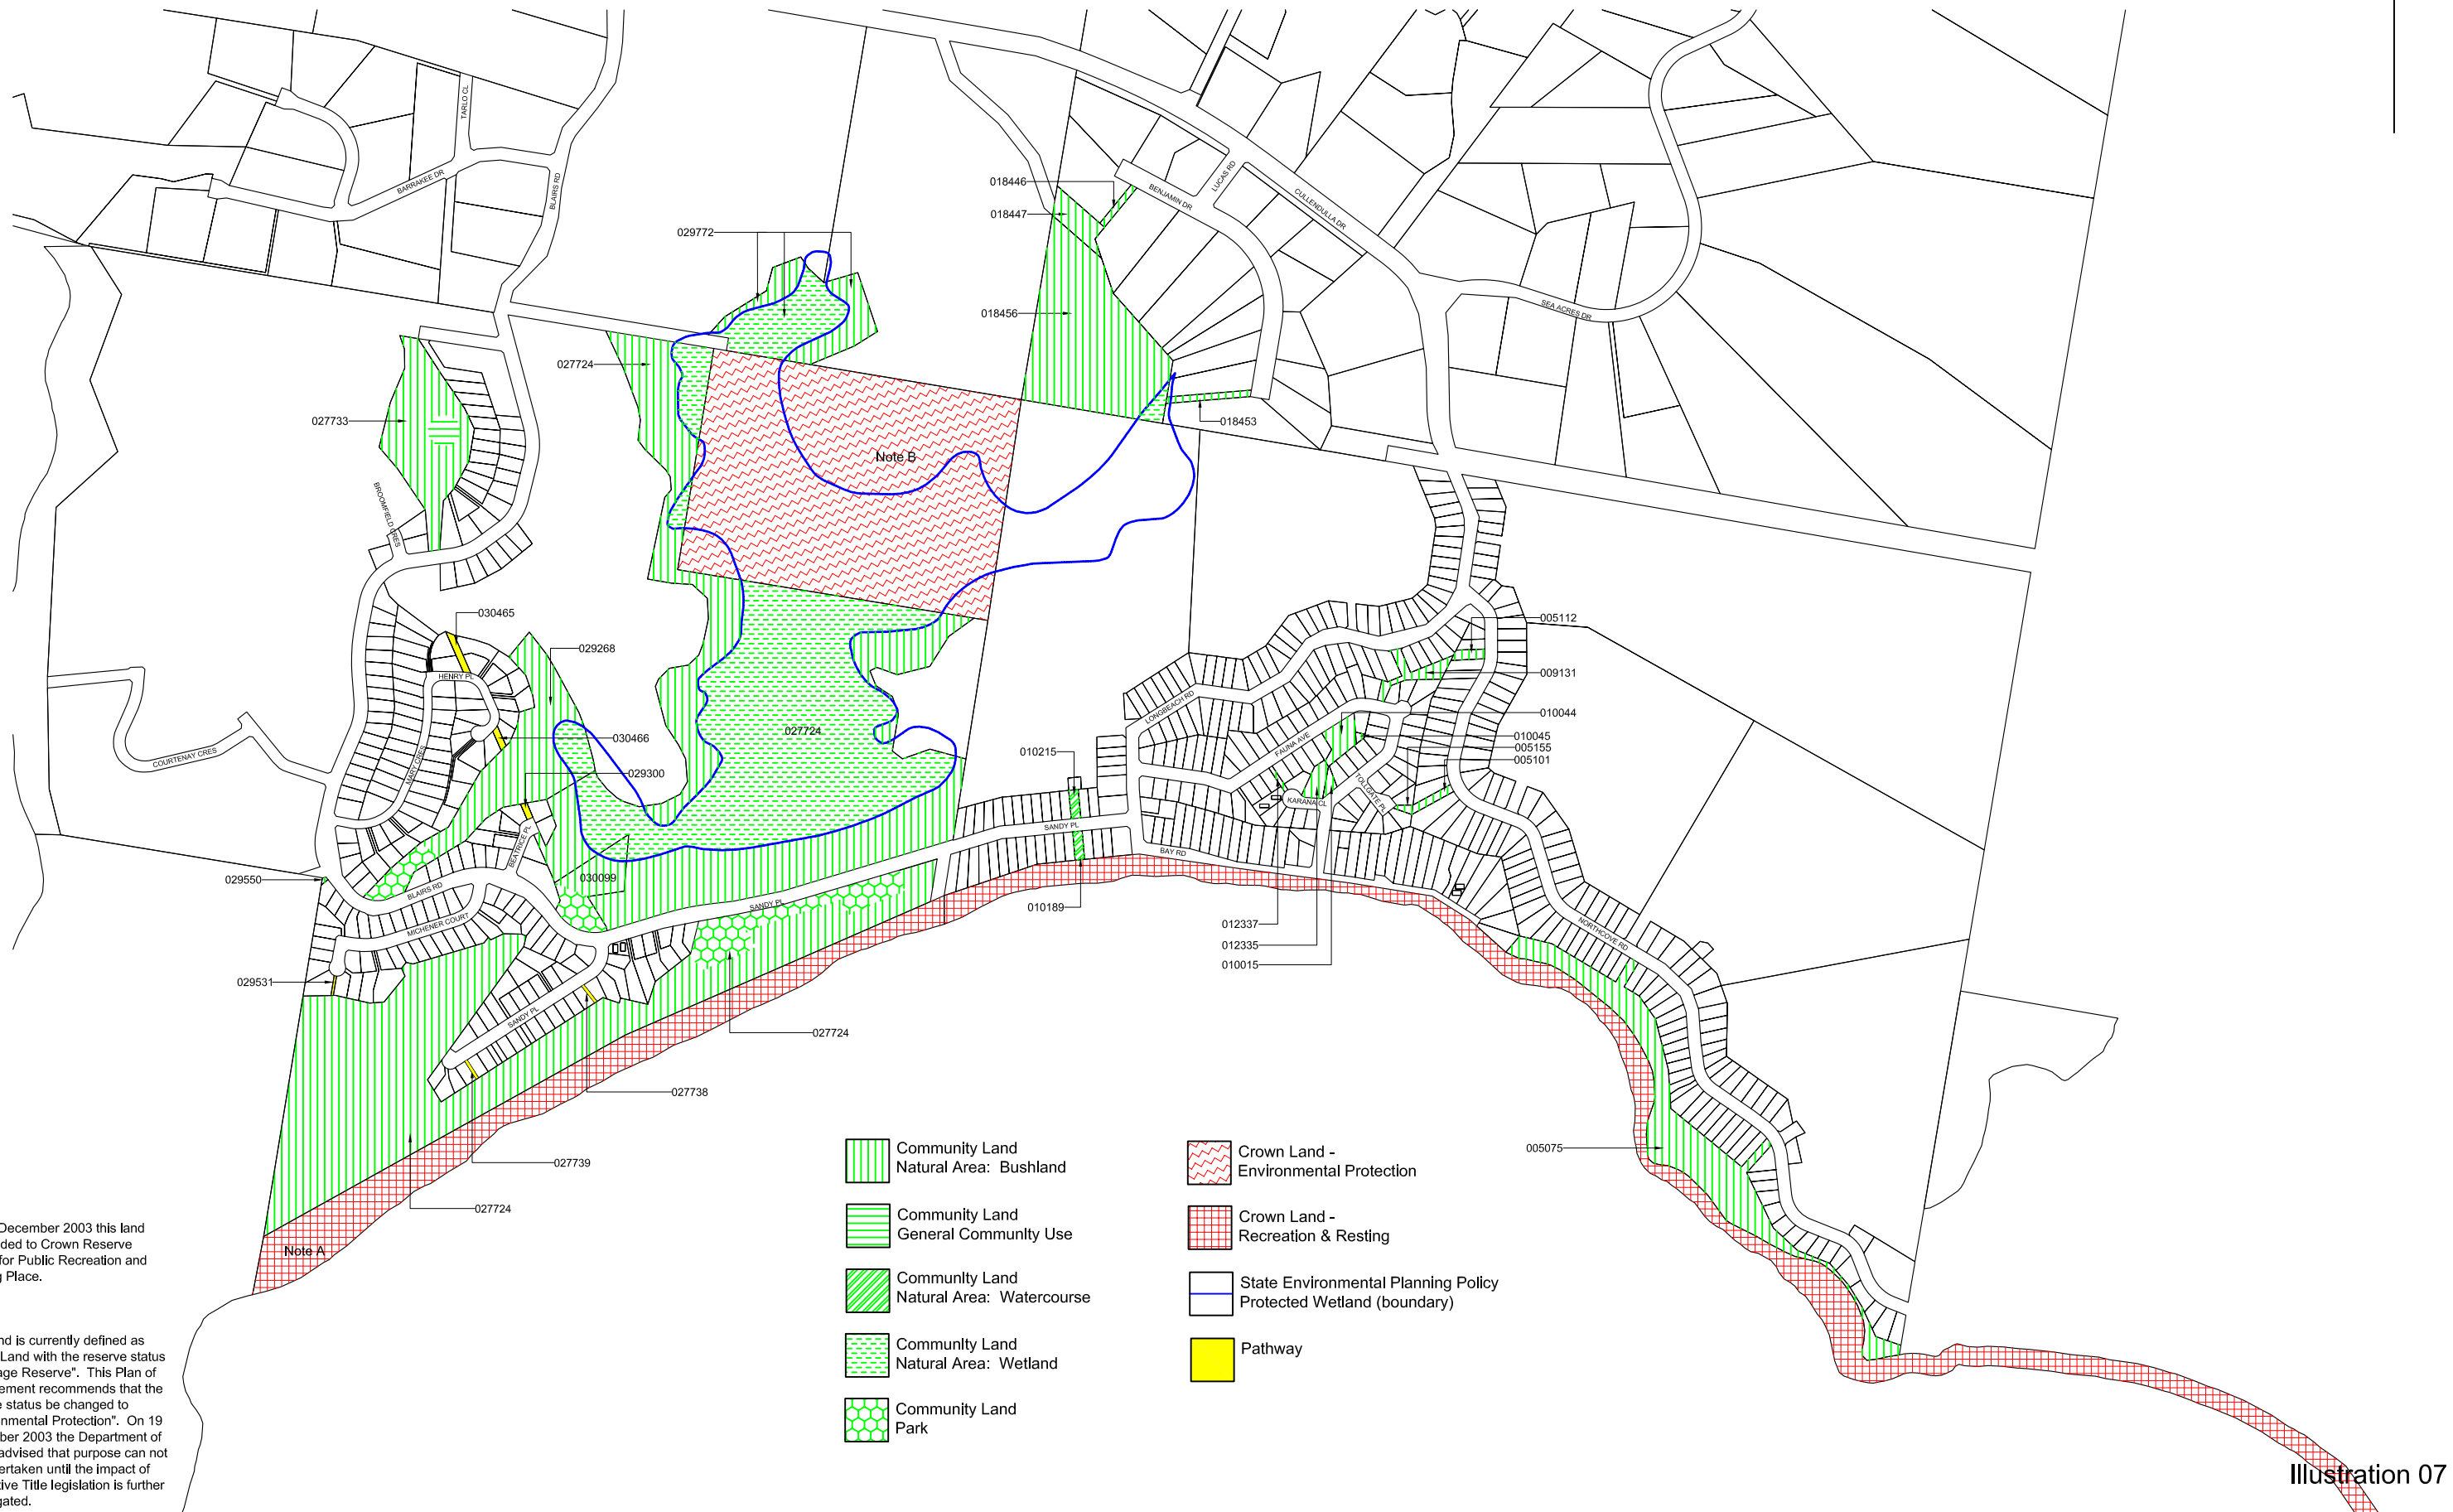 TARLO CL
BARRAKEE DR
BLAIRS RD
LUCAS RD
BENJAMIN DR
CULLENDULLA DR
SEA ACRES DR
018446
018447
029772
018456
027724
027733
018453
Note B
BROOMFIELD CRES
030465
029268
HENRY PL
005112
009131
LONGBEACH RD
010044
027724
030466
010045
FAUNA AVE
010215
005155
005101
COURTENAY CRES
MARY CRES
029300
TOLLGATE PL
KARANA CL
SANDY PL
BEATRICE PL
BAY RD
029550
030099
BLAIRS RD
SANDY PL
010189
MICHENER COURT
012337
NORTHCOVE RD
012335
010015
029531
SANDY PL
027724
027738
027739
005075
027724
Note A
Community Land
Natural Area: Bushland
Community Land
General Community Use
Community Land
Natural Area: Watercourse
Community Land
Natural Area: Wetland
Community Land
Park
Crown Land -
Environmental Protection
Crown Land -
Recreation & Resting
State Environmental Planning Policy
Protected Wetland (boundary)
Pathway
December 2003 this land
ded to Crown Reserve
for Public Recreation and
g Place.
nd is currently defined as
Land with the reserve status
age Reserve". This Plan of
ement recommends that the
e status be changed to
onmental Protection". On 19
ber 2003 the Department of
advised that purpose can not
ertaken until the impact of
tive Title legislation is further
gated.
Illustration 07